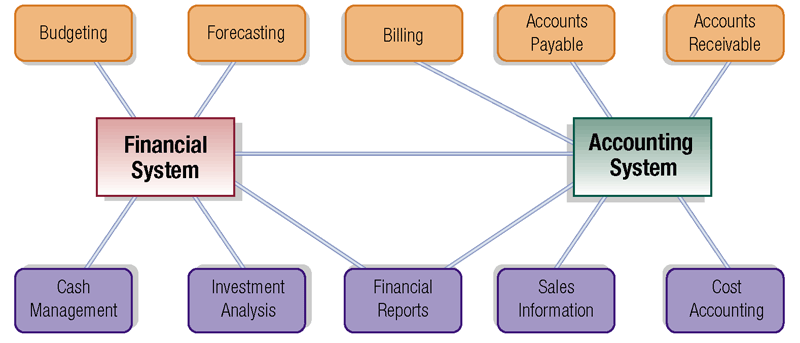 Budgeting
Forecasting
Billing
Accounts
Payable
Accounts
Receivable
Financial
System
Accounting
System
Cash
Management
Investment
Analysis
Financial
Reports
Sales
Information
Cost
Accounting